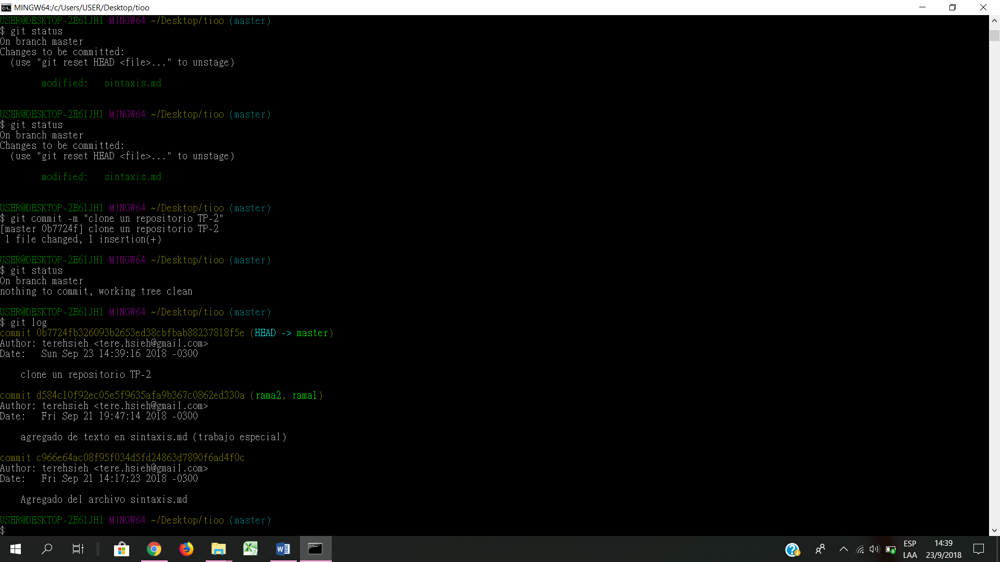 MINGW64:/c/Users/USER/Desktop/tioo
USER@DESKTOP-2E61JH1 MINGW64 ~/Desktop/tioo (master)
$ git status
On branch master
Changes to be committed:
  (use "git reset HEAD <file>..." to unstage)
        modified:   sintaxis.md
USER@DESKTOP-2E61JH1 MINGW64 ~/Desktop/tioo (master)
$ git status
On branch master
Changes to be committed:
  (use "git reset HEAD <file>..." to unstage)
        modified:   sintaxis.md
USER@DESKTOP-2E61JH1 MINGW64 ~/Desktop/tioo (master)
$ git commit -m "clone un repositorio TP-2"
[master 0b7724f] clone un repositorio TP-2
 1 file changed, 1 insertion(+)
USER@DESKTOP-2E61JH1 MINGW64 ~/Desktop/tioo (master)
$ git status
On branch master
nothing to commit, working tree clean
USER@DESKTOP-2E61JH1 MINGW64 ~/Desktop/tioo (master)
$ git log
commit 0b7724fb326093b2653ed38cbfbab88237818f5e (HEAD -> master)
Author: terehsieh <tere.hsieh@gmail.com>
Date:   Sun Sep 23 14:39:16 2018 -0300
    clone un repositorio TP-2
commit d584c10f92ec05e5f9635afa9b367c0862ed330a (rama2, rama1)
Author: terehsieh <tere.hsieh@gmail.com>
Date:   Fri Sep 21 19:47:14 2018 -0300
    agregado de texto en sintaxis.md (trabajo especial)
commit c966e64ac08f95f034d5fd24863d7890f6ad4f0c
Author: terehsieh <tere.hsieh@gmail.com>
Date:   Fri Sep 21 14:17:23 2018 -0300
    Agregado del archivo sintaxis.md
USER@DESKTOP-2E61JH1 MINGW64 ~/Desktop/tioo (master)
$
ESP 14:39
LAA 23/9/2018